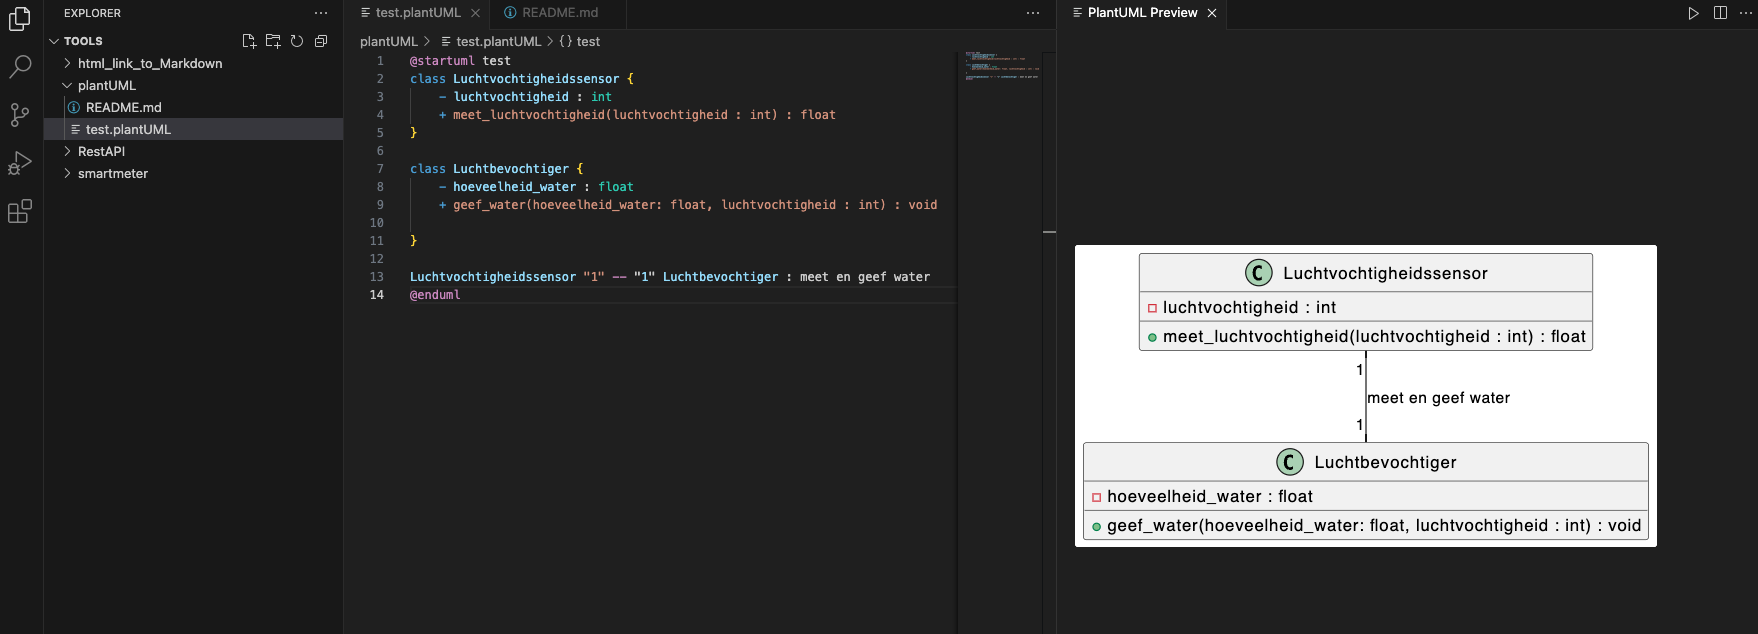 EXPLORER
TOOLS
html_link_to_Markdown
plantUML
README.md
test.plantUML
RestAPI
smartmeter
test.plantUML
README.md
plantUML > test.plantUML > {} test
1 @startuml test
2 class Luchtvochtigheidssensor {
3 - luchtvochtigheid : int
4 + meet_luchtvochtigheid(luchtvochtigheid : int) : float
5 }
6
7 class Luchtbevochtiger {
8 - hoeveelheid_water : float
9 + geef_water(hoeveelheid_water: float, luchtvochtigheid : int) : void
10
11 }
12
13 Luchtvochtigheidssensor "1" -- "1" Luchtbevochtiger : meet en geef water
14 @enduml
PlantUML Preview
C Luchtvochtigheidssensor
luchtvochtigheid : int
meet_luchtvochtigheid(luchtvochtigheid : int) : float
1
meet en geef water
1
C Luchtbevochtiger
hoeveelheid_water : float
geef_water(hoeveelheid_water: float, luchtvochtigheid : int) : void